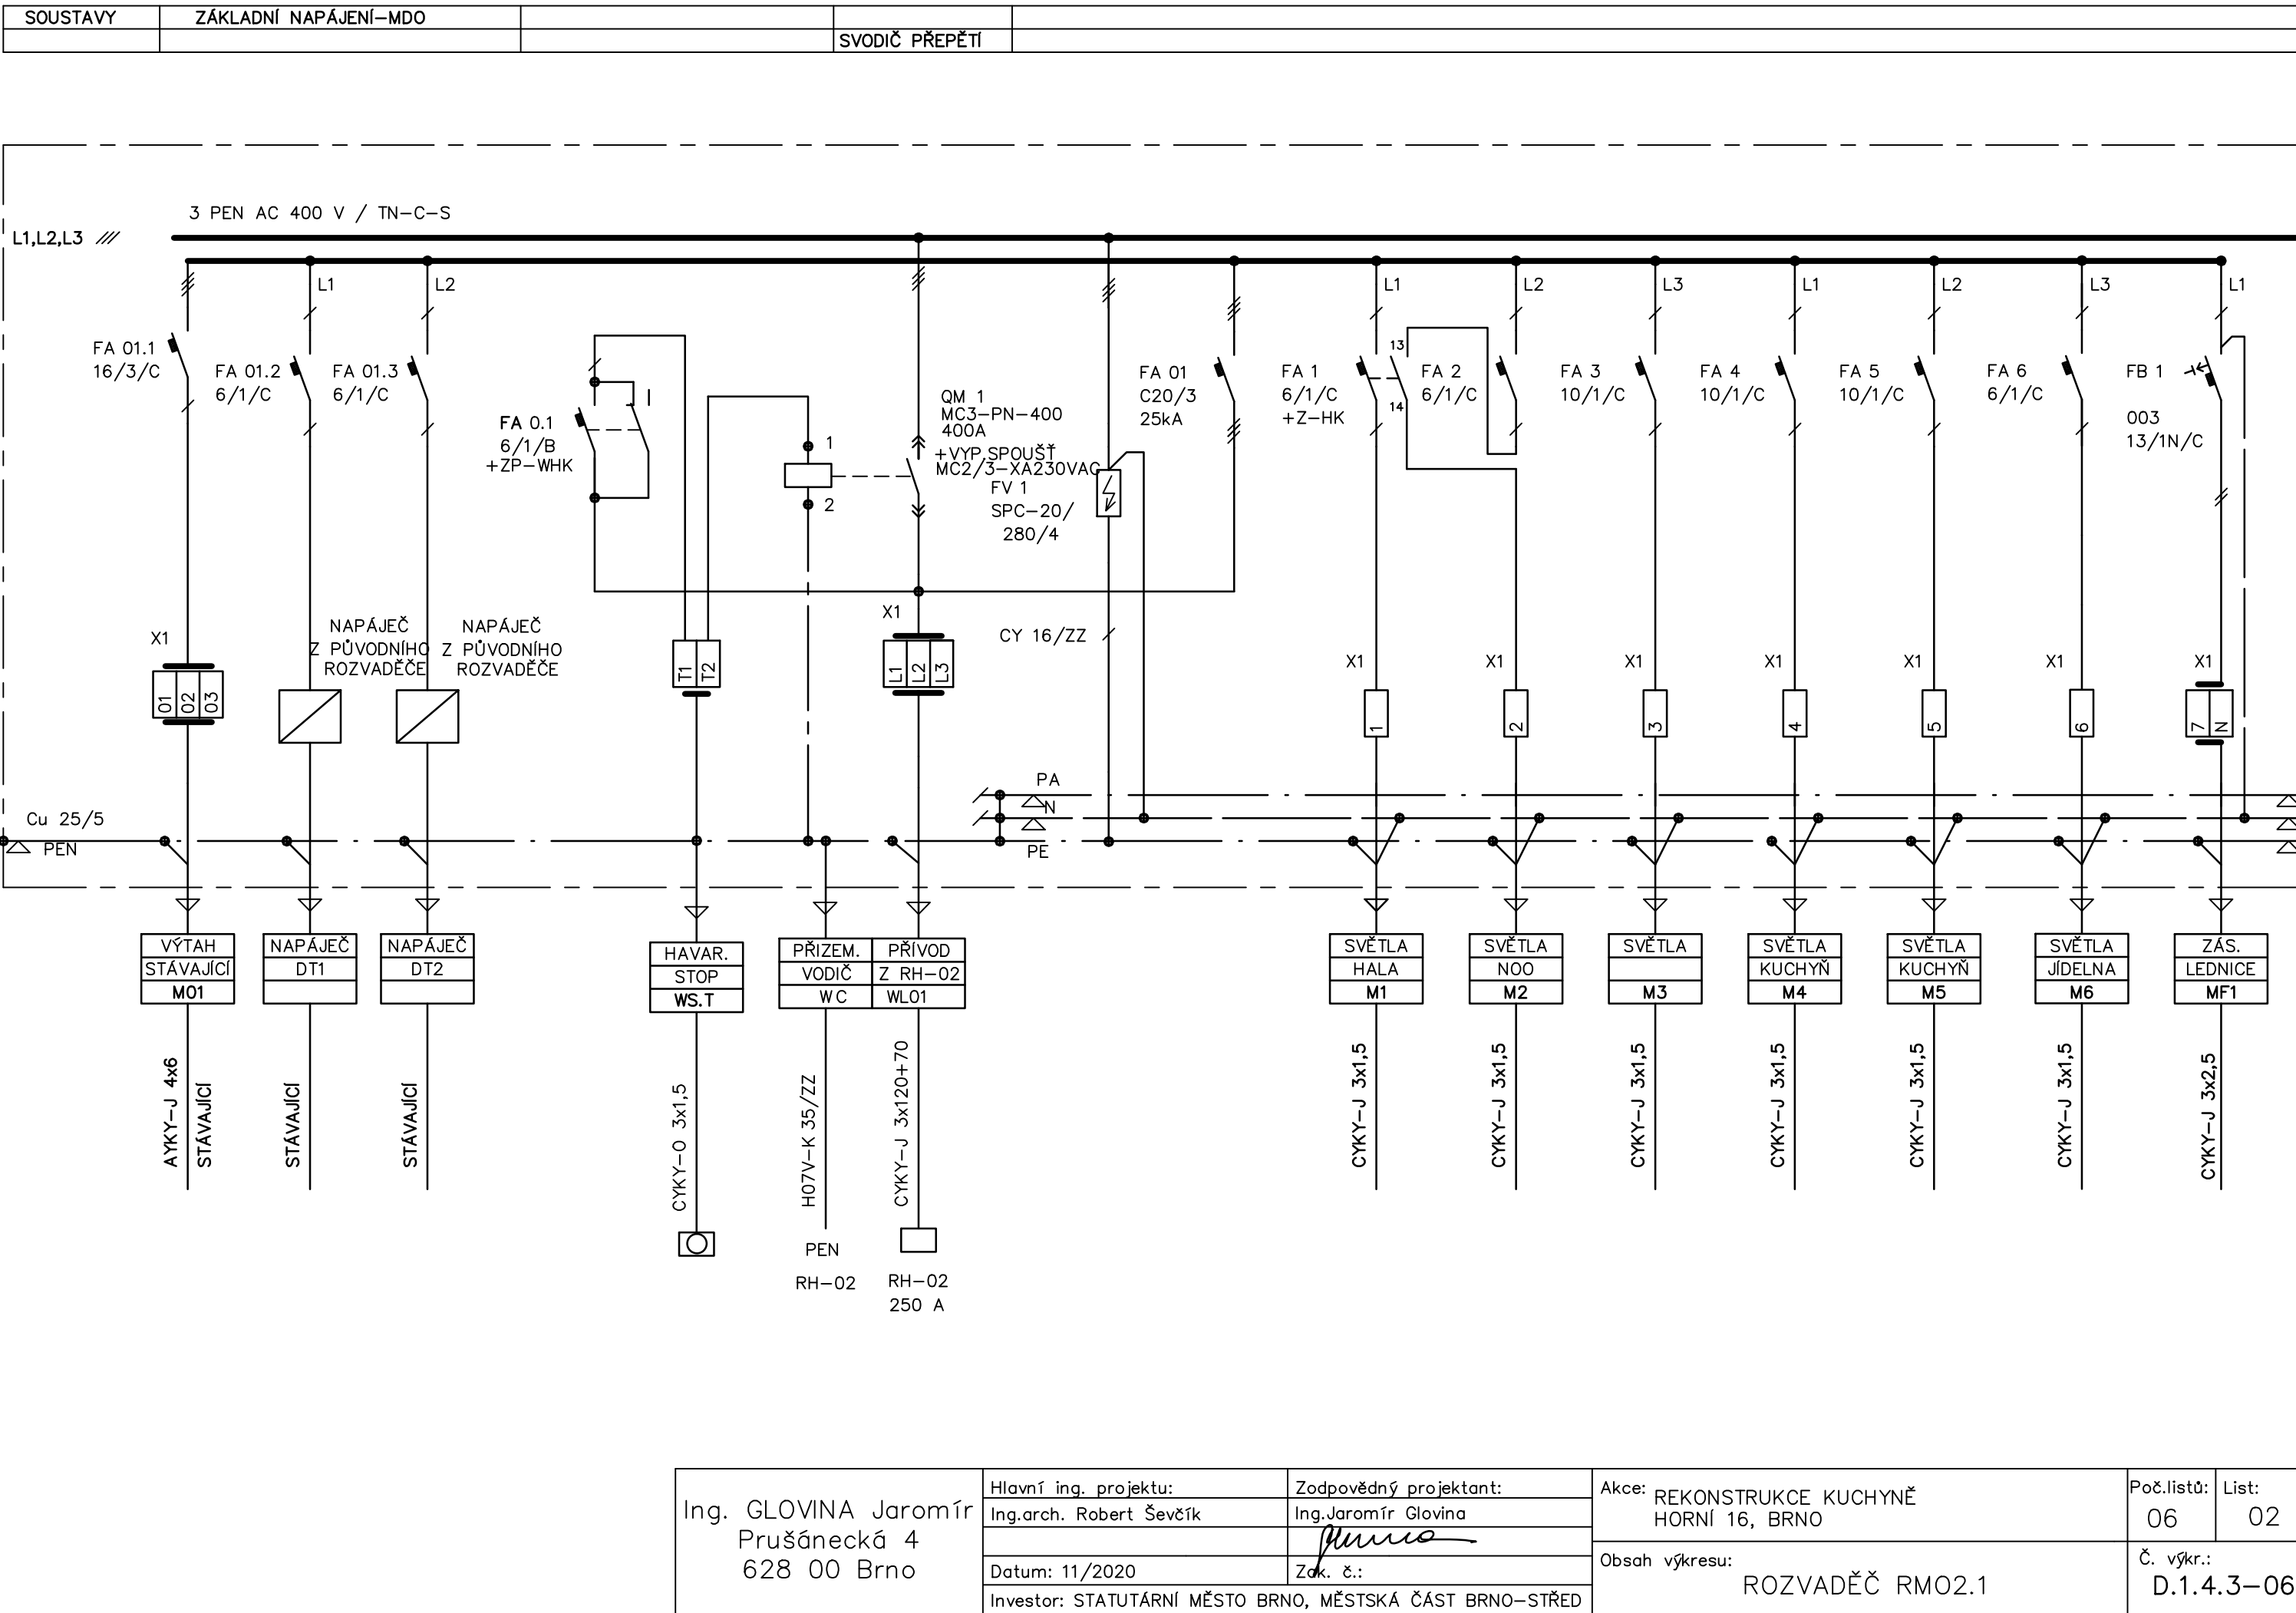 SOUSTAVY
ZÁKLADNÍ NAPÁJENÍ-MDO
SVODIČ PŘEPĚTÍ
3 PEN AC 400 V / TN-C-S
L1,L2,L3
L1
L2
L1
L2
L3
L1
L2
L3
L1
FA 01.1
16/3/C
FA 01.2
6/1/C
FA 01.3
6/1/C
FA 0.1
6/1/B
+ZP-WHK
1
2
QM 1
MC3-PN-400
400A
+VYP.SPOUŠŤ
MC2/3-XA230VAC
FV 1
SPC-20/
280/4
FA 01
C20/3
25kA
FA 1
6/1/C
+Z-HK
13
14
FA 2
6/1/C
FA 3
10/1/C
FA 4
10/1/C
FA 5
10/1/C
FA 6
6/1/C
FB 1
003
13/1N/C
X1
NAPÁJEČ
Z PŮVODNÍHO
ROZVADĚČE
NAPÁJEČ
Z PŮVODNÍHO
ROZVADĚČE
X1
CY 16/ZZ
X1
X1
X1
X1
X1
X1
X1
01
02
03
T1
T2
L1
L2
L3
1
2
3
4
5
6
7
N
PA
N
PE
Cu 25/5
PEN
VÝTAH
STÁVAJÍCÍ
M01
NAPÁJEČ
DT1
NAPÁJEČ
DT2
HAVAR.
STOP
WS.T
PŘIZEM.
VODIČ
WC
PŘÍVOD
Z RH-02
WL01
SVĚTLA
HALA
M1
SVĚTLA
NOO
M2
SVĚTLA
M3
SVĚTLA
KUCHYŇ
M4
SVĚTLA
KUCHYŇ
M5
SVĚTLA
JÍDELNA
M6
ZÁS.
LEDNICE
MF1
AYKY-J 4x6
STÁVAJÍCÍ
STÁVAJÍCÍ
STÁVAJÍCÍ
CYKY-O 3x1,5
H07V-K 35/ZZ
CYKY-J 3x120+70
CYKY-J 3x1,5
CYKY-J 3x1,5
CYKY-J 3x1,5
CYKY-J 3x1,5
CYKY-J 3x1,5
CYKY-J 3x1,5
CYKY-J 3x2,5
PEN
RH-02
RH-02
250 A
Ing. GLOVINA Jaromír
Prušánecká 4
628 00 Brno
Hlavní ing. projektu:
Ing.arch. Robert Ševčík
Datum: 11/2020
Zodpovědný projektant:
Ing.Jaromír Glovina
Zak. č.:
Investor: STATUTÁRNÍ MĚSTO BRNO, MĚSTSKÁ ČÁST BRNO-STŘED
Akce: REKONSTRUKCE KUCHYNĚ
HORNÍ 16, BRNO
Obsah výkresu:
ROZVADĚČ RMO2.1
Poč.listů:
06
List:
02
Č. výkr.:
D.1.4.3-06